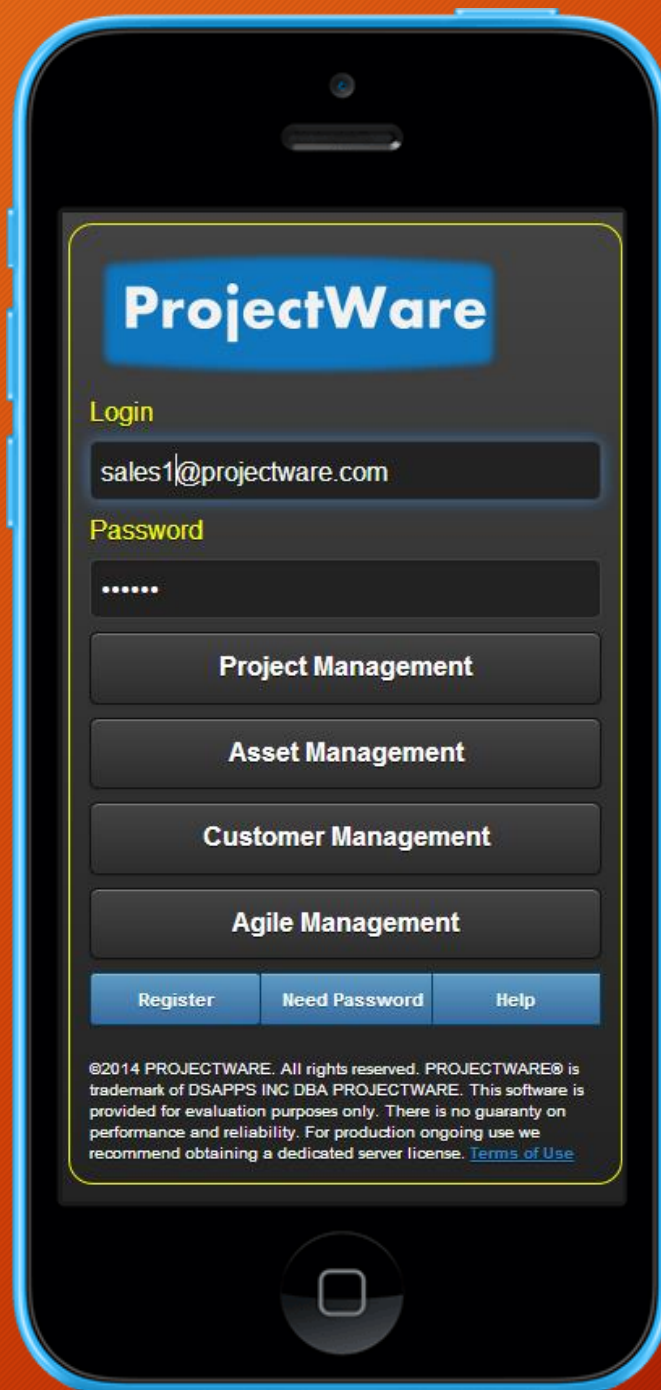 ProjectWare
Login
sales1@projectware.com
Password
••••••
Project Management
Asset Management
Customer Management
Agile Management
Register Need Password Help
©2014 PROJECTWARE. All rights reserved. PROJECTWARE® is
trademark of DSAPPS INC DBA PROJECTWARE. This software is
provided for evaluation purposes only. There is no guaranty on
performance and reliability. For production ongoing use we
recommend obtaining a dedicated server license. Terms of Use